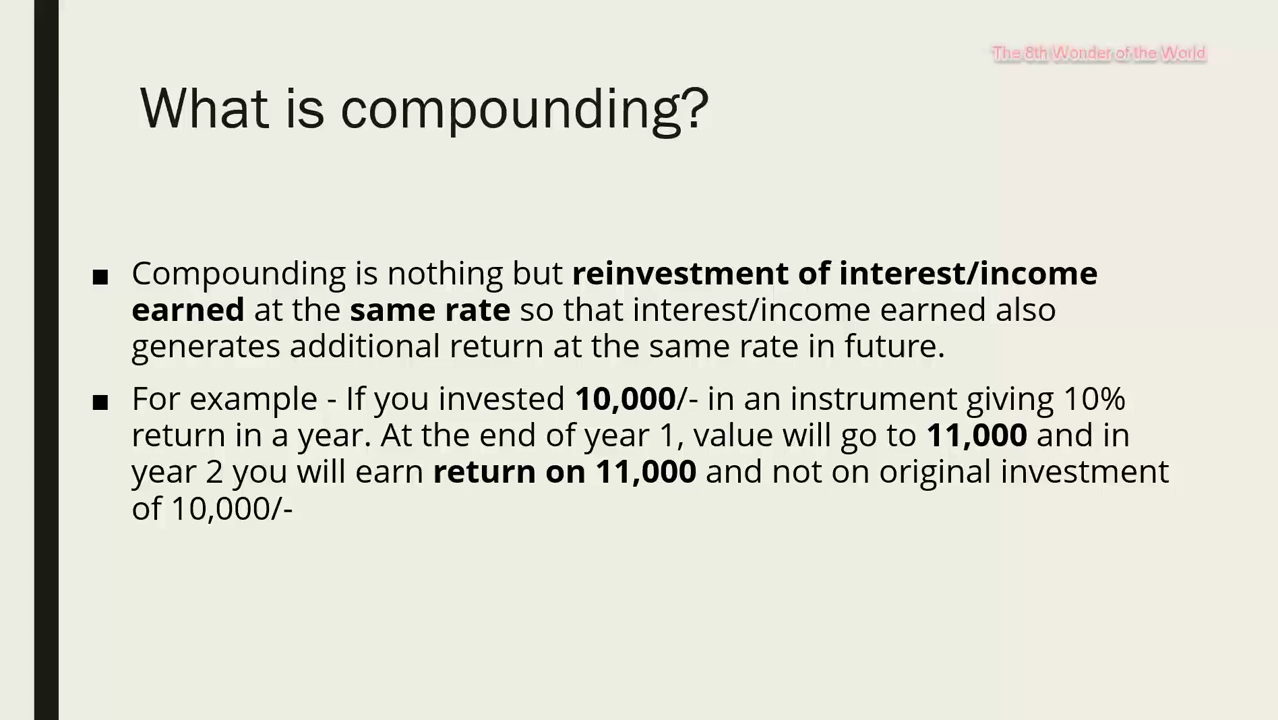 The 8th Wonder of the World
What is compounding?
■ Compounding is nothing but reinvestment of interest/income
earned at the same rate so that interest/income earned also
generates additional return at the same rate in future.
■ For example - If you invested 10,000/- in an instrument giving 10%
return in a year. At the end of year 1, value will go to 11,000 and in
year 2 you will earn return on 11,000 and not on original investment
of 10,000/-